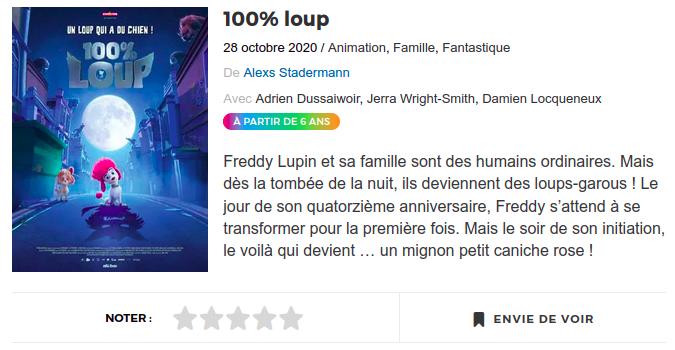 UN LOUP QUI A DU CHIEN !
100%
LOUP
100% loup
28 octobre 2020 / Animation, Famille, Fantastique
De Alexs Stadermann
Avec Adrien Dussaiwoir, Jerra Wright-Smith, Damien Locqueneux
À PARTIR DE 6 ANS
Freddy Lupin et sa famille sont des humains ordinaires. Mais
dès la tombée de la nuit, ils deviennent des loups-garous ! Le
jour de son quatorzième anniversaire, Freddy s’attend à se
transformer pour la première fois. Mais le soir de son initiation,
le voilà qui devient … un mignon petit caniche rose !
NOTER :
ENVIE DE VOIR